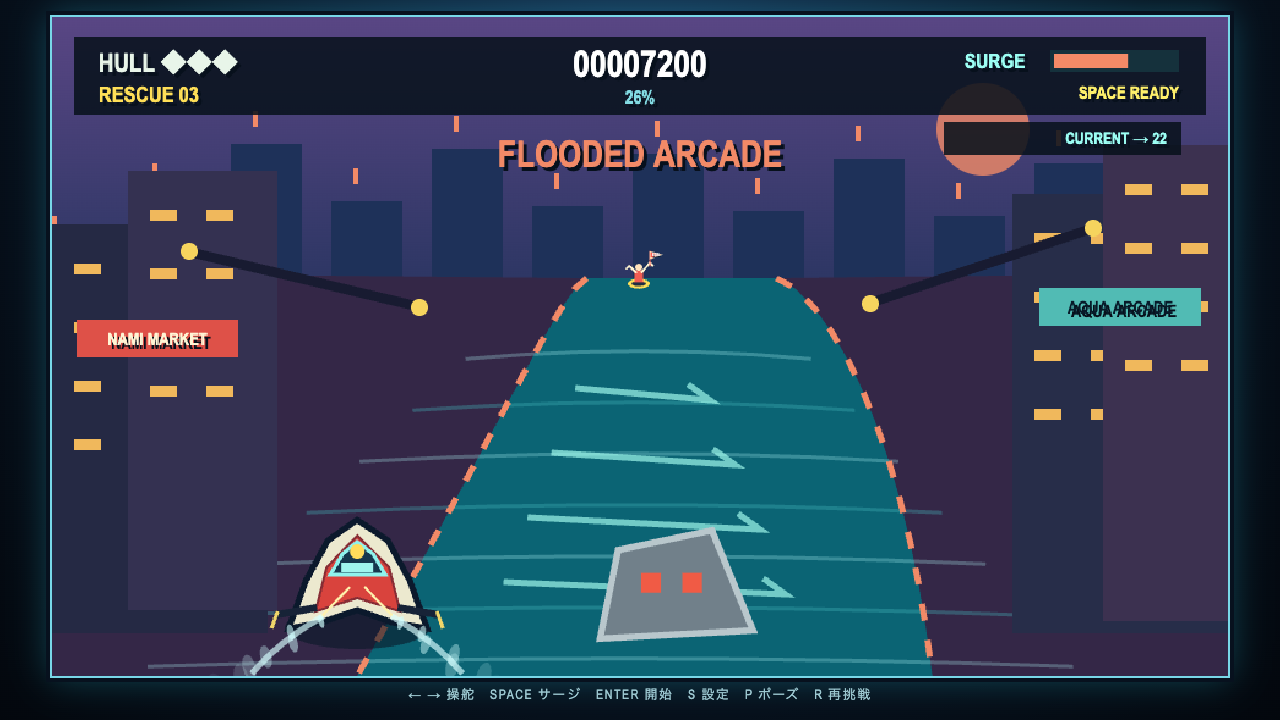 HULL
00007200
SURGE
RESCUE 03
26%
SPACE READY
CURRENT → 22
FLOODED ARCADE
NAMI MARKET
AQUA ARCADE
← → 操舵 SPACE サージ ENTER 開始 S 設定 P ポーズ R 再挑戦